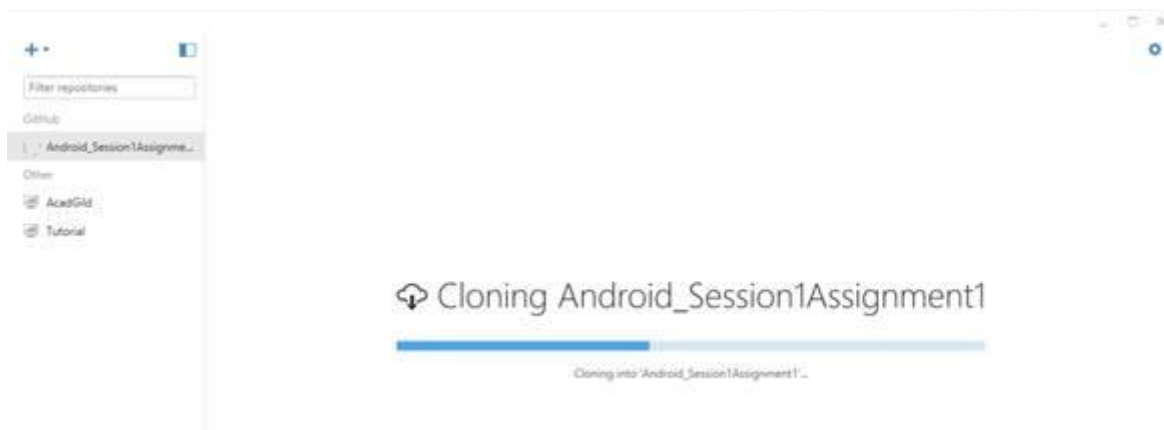 Filter repositories
GitHub
Android_Session1Assignme...
Other
AcadGild
Tutorial
Cloning Android_Session1Assignment1
Cloning into 'Android_Session1Assignment1'...